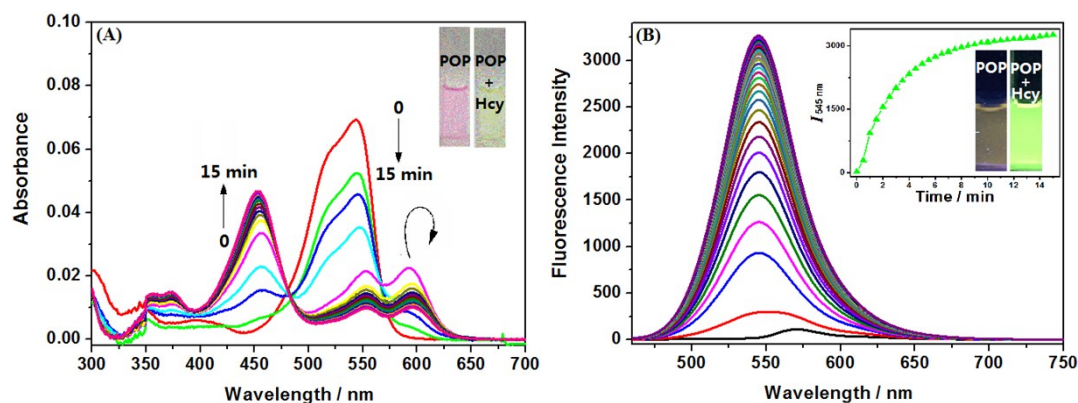 (A)
POP
POP
+
Hcy
0
15 min
15 min
0
Absorbance
0.10
0.08
0.06
0.04
0.02
0.00
300 350 400 450 500 550 600 650 700
Wavelength / nm
(B)
Fluorescence Intensity
3000
2500
2000
1500
1000
500
0
500 550 600 650 700 750
Wavelength / nm
I545 nm
3000
1500
0
POP
POP
+
Hcy
0 2 4 6 8 10 12 14
Time / min